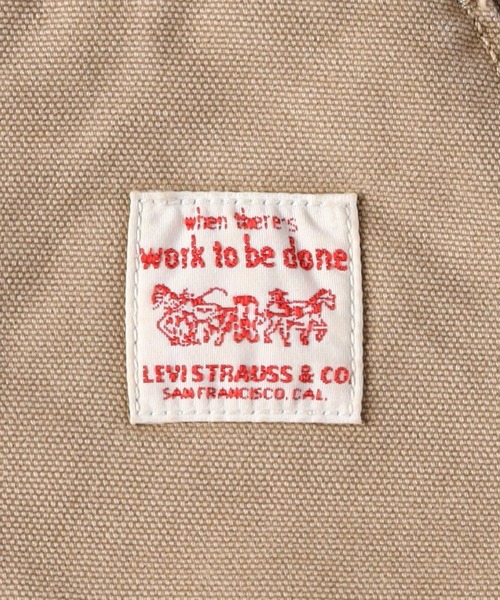 when there's
work to be done
LEVI STRAUSS & CO.
SAN FRANCISCO, CAL.